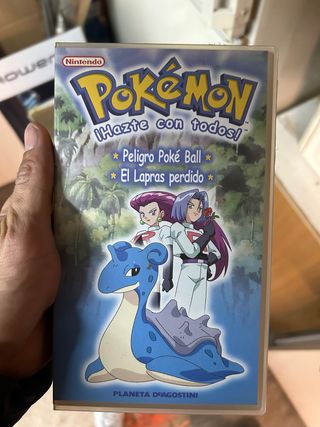 Nintendo
POKéMON
¡Hazte con todos!
Peligro Poké Ball
El Lapras perdido
PLANETA DEAGOSTINI